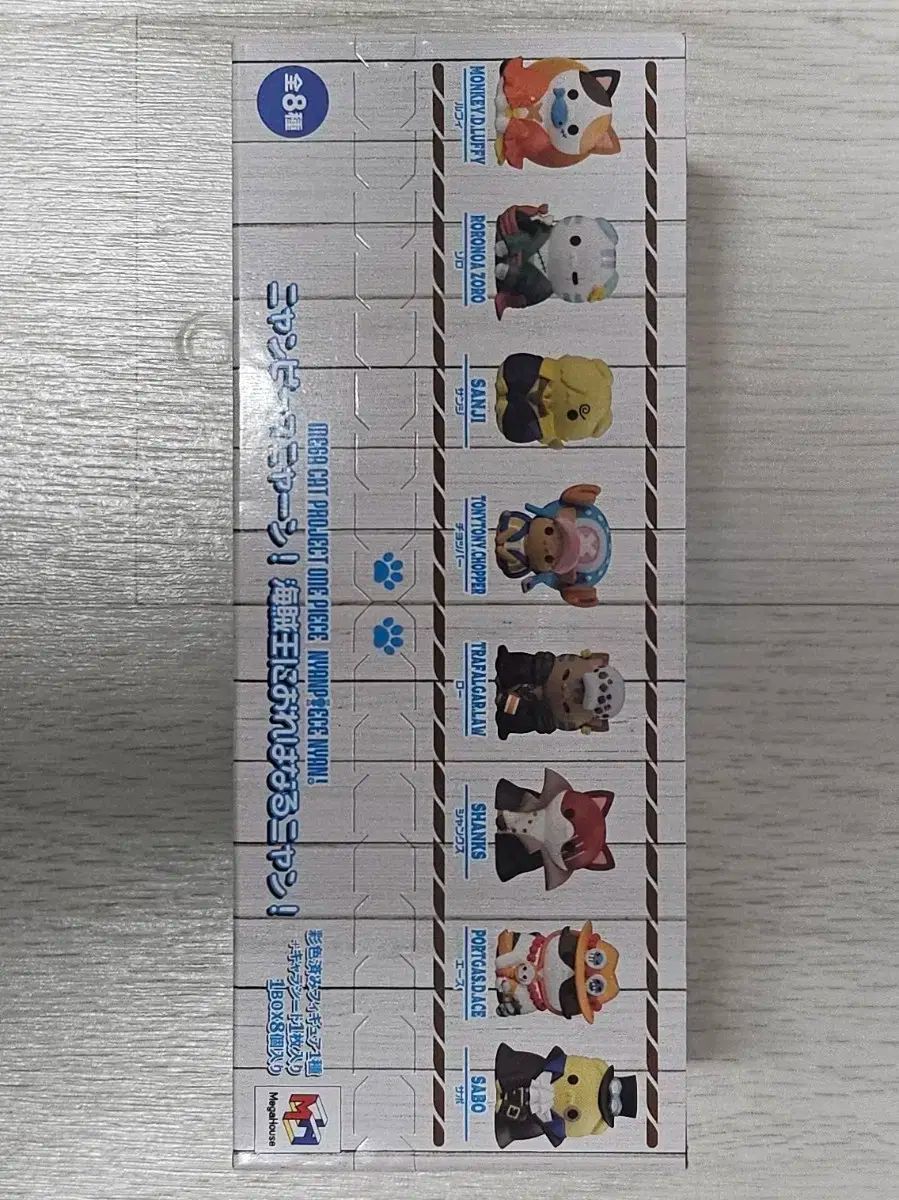 MONKEY.D.LUFFY
ルフィ
RORONOA ZORO
ゾロ
SANJI
サンジ
TONYTONY.CHOPPER
チョッパー
TRAFALGAR.LAW
ロー
SHANKS
シャンクス
PORTGAS.D.ACE
エース
SABO
サボ
MEGA CAT PROJECT ONE PIECE NYANPIECE NYAN!
ニャンピースニャーン! 海賊王におれはなるニャン!
全8種
彩色済みフィギュア1種
+キャラシート1枚入り
1BOX8個入り
MegaHouse